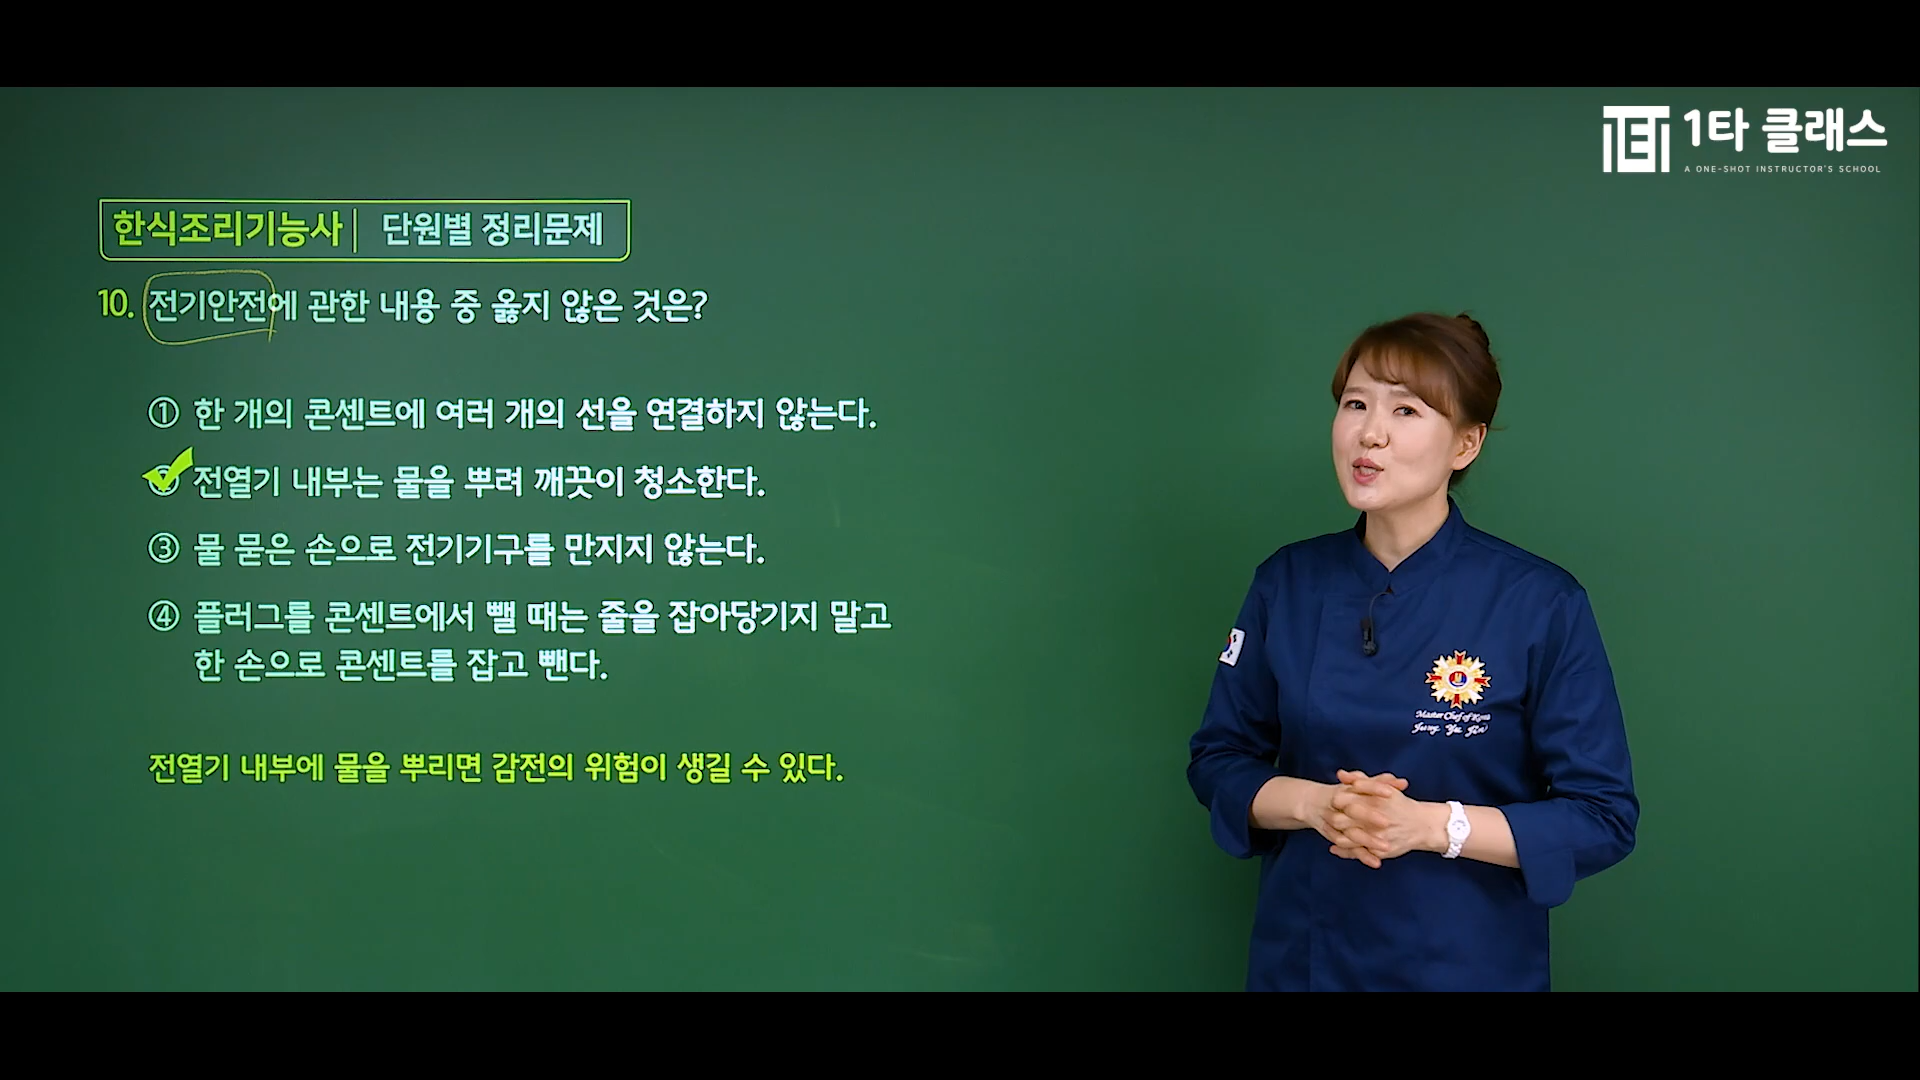 1타 클래스
A ONE-SHOT INSTRUCTOR'S SCHOOL
한식조리기능사 | 단원별 정리문제
10. 전기안전에 관한 내용 중 옳지 않은 것은?
① 한 개의 콘센트에 여러 개의 선을 연결하지 않는다.
② 전열기 내부는 물을 뿌려 깨끗이 청소한다.
③ 물 묻은 손으로 전기기구를 만지지 않는다.
④ 플러그를 콘센트에서 뺄 때는 줄을 잡아당기지 말고
한 손으로 콘센트를 잡고 뺀다.
전열기 내부에 물을 뿌리면 감전의 위험이 생길 수 있다.
Master Chef of Korea